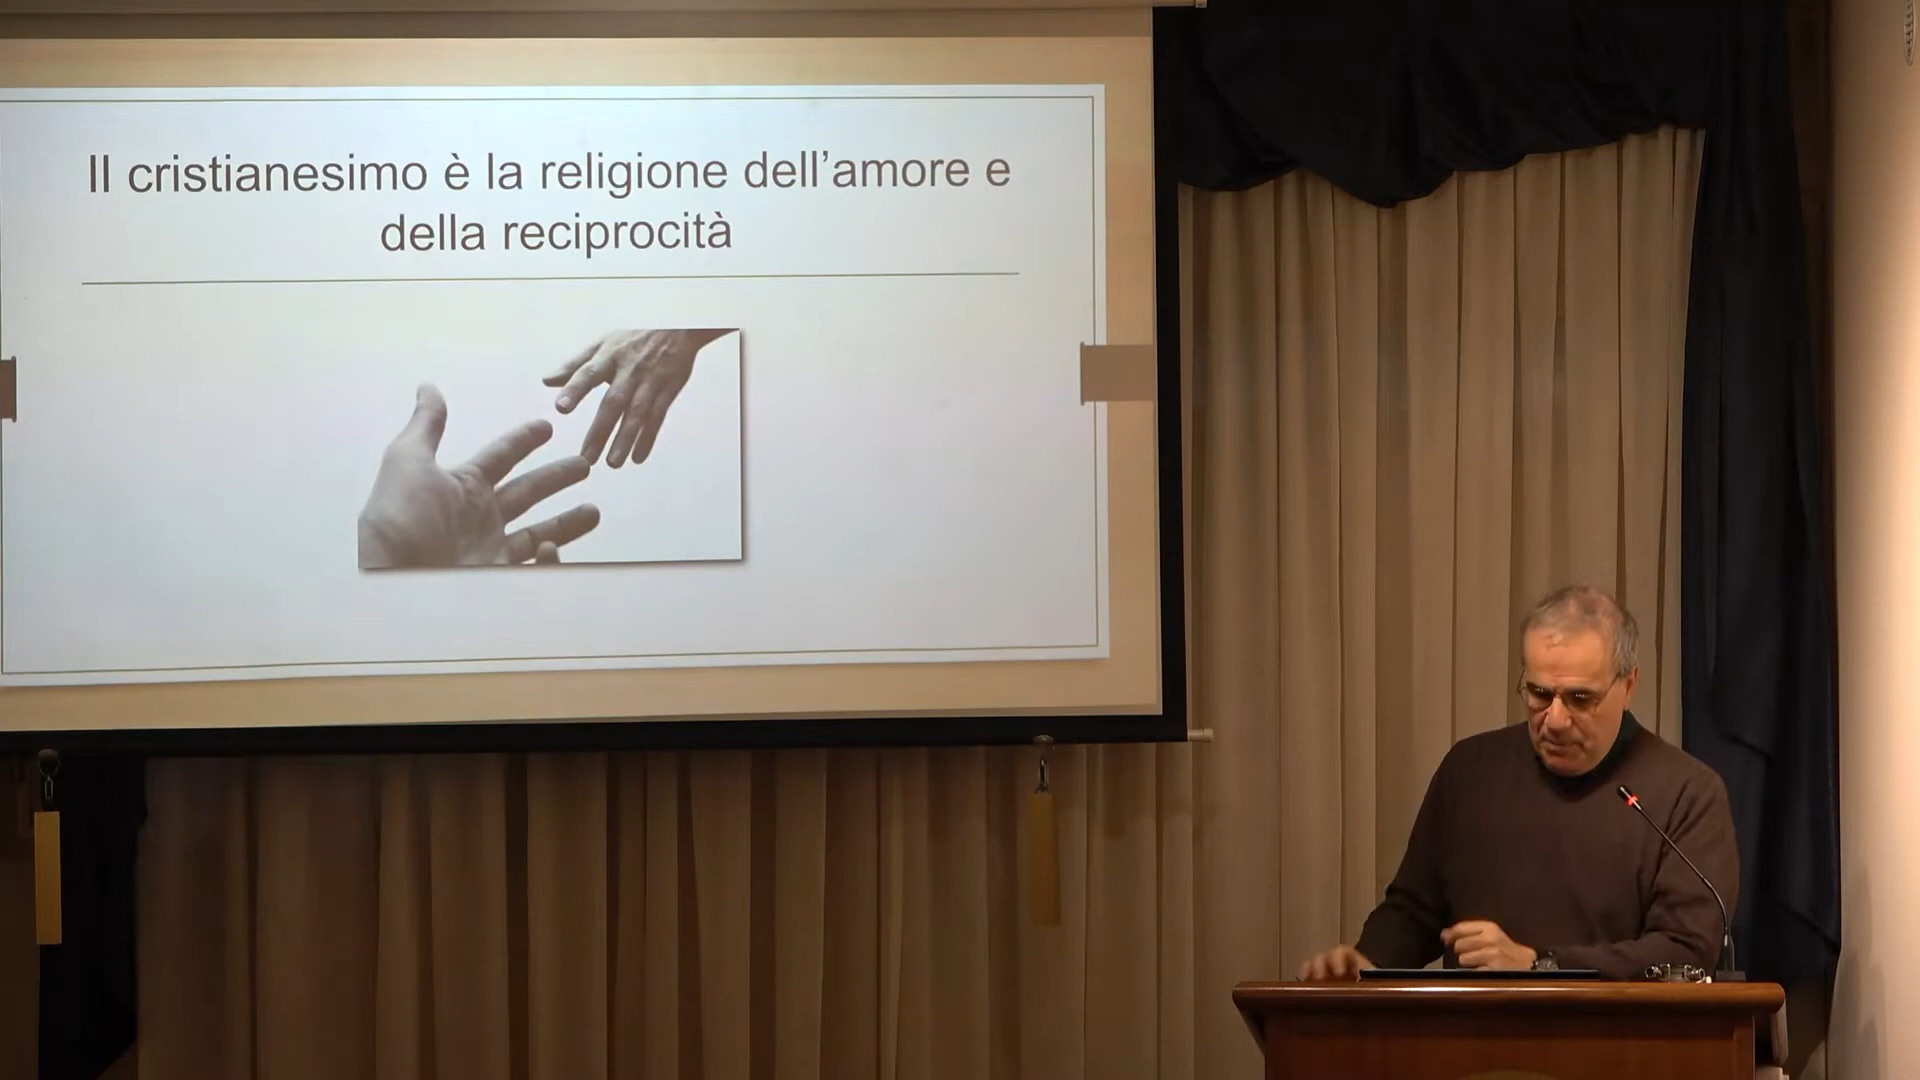 Il cristianesimo è la religione dell’amore e
della reciprocità